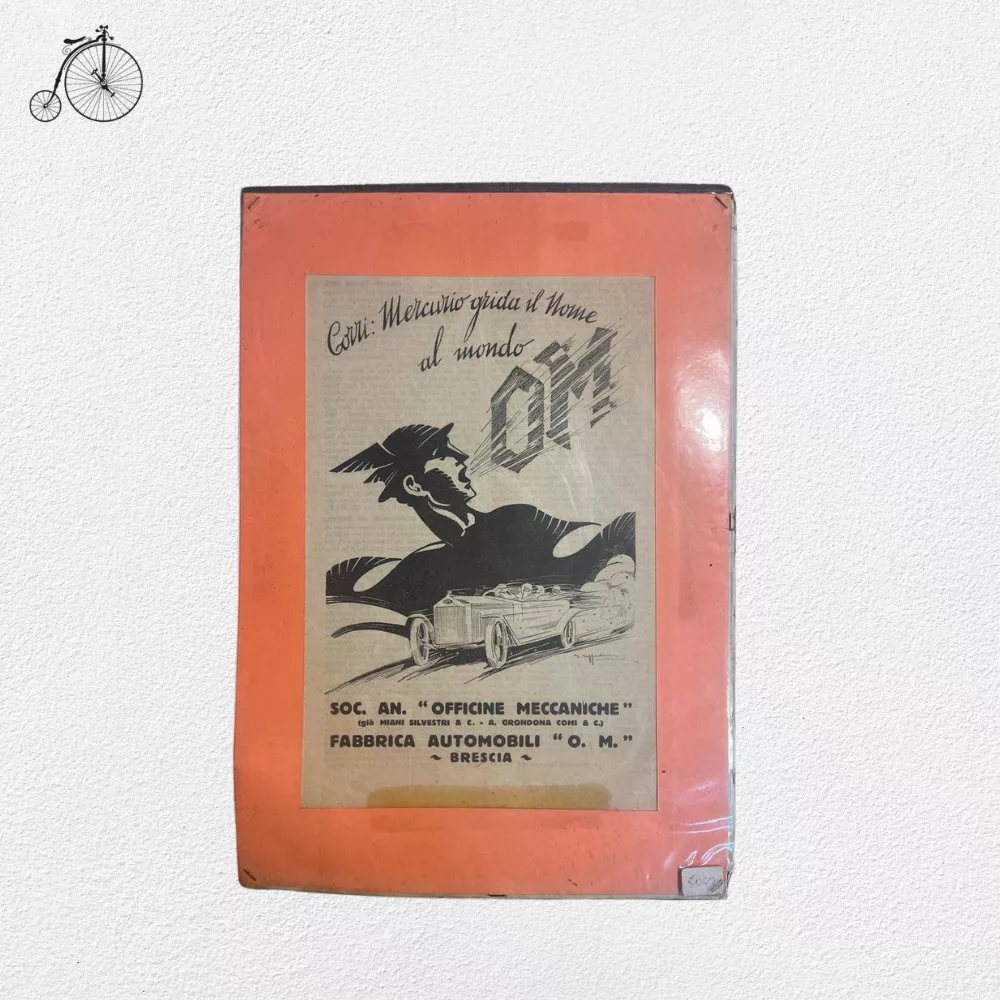 Corri: Mercurio grida il Nome
al mondo
OM
SOC. AN. "OFFICINE MECCANICHE"
(già MIANI SILVESTRI & C. - A. GRONDONA COMI & C.)
FABBRICA AUTOMOBILI "O. M."
~ BRESCIA ~